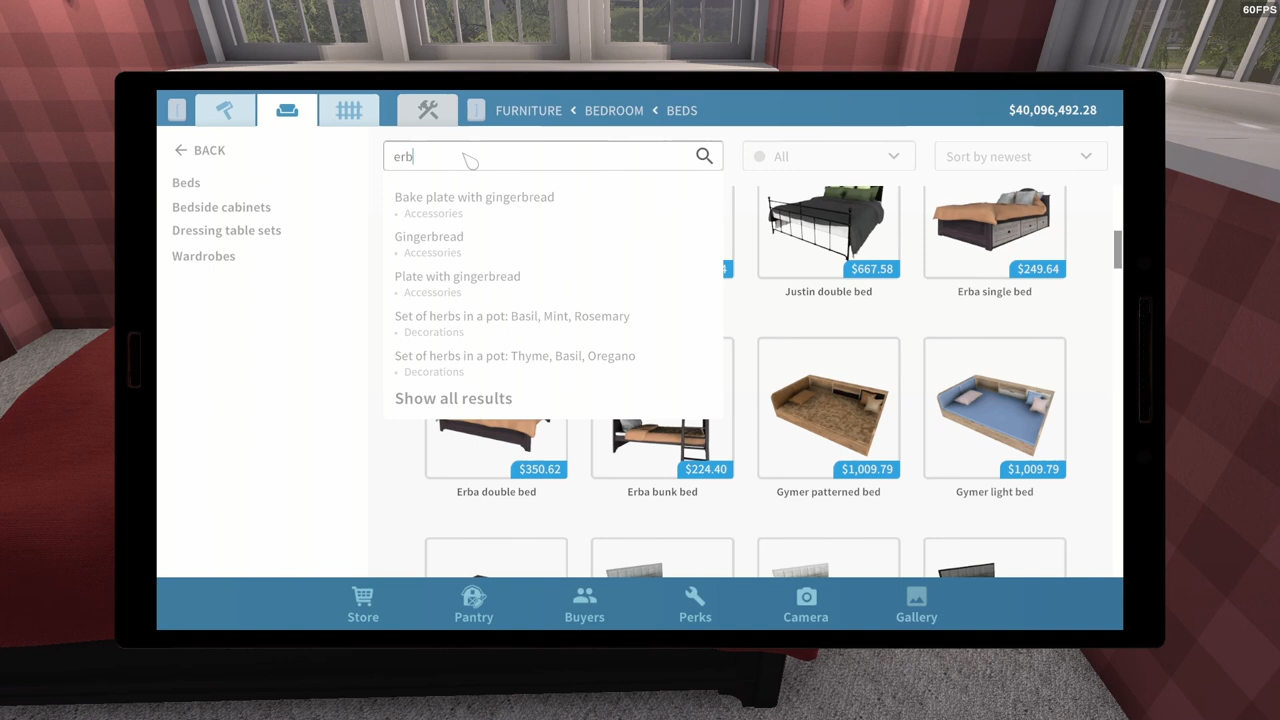 60FPS
FURNITURE < BEDROOM < BEDS
$40,096,492.28
BACK
Beds
Bedside cabinets
Dressing table sets
Wardrobes
erb
All
Sort by newest
Bake plate with gingerbread
• Accessories
Gingerbread
• Accessories
Plate with gingerbread
• Accessories
Set of herbs in a pot: Basil, Mint, Rosemary
• Decorations
Set of herbs in a pot: Thyme, Basil, Oregano
• Decorations
Show all results
$667.58
$249.64
Justin double bed
Erba single bed
$350.62
$224.40
$1,009.79
$1,009.79
Erba double bed
Erba bunk bed
Gymer patterned bed
Gymer light bed
Store
Pantry
Buyers
Perks
Camera
Gallery